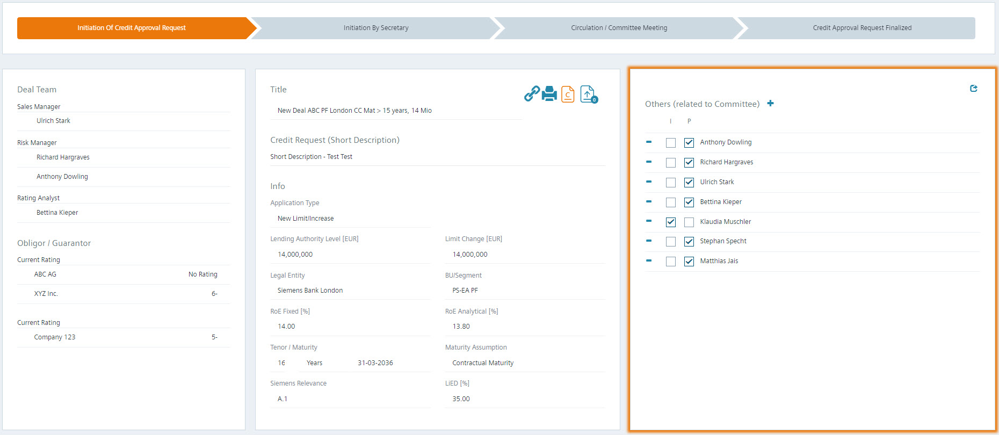 Initiation Of Credit Approval Request
Initiation By Secretary
Circulation / Committee Meeting
Credit Approval Request Finalized
Deal Team
Sales Manager
Ulrich Stark
Risk Manager
Richard Hargraves
Anthony Dowling
Rating Analyst
Bettina Kieper
Obligor / Guarantor
Current Rating
ABC AG No Rating
XYZ Inc. 6-
Current Rating
Company 123 5-
Title
C
0
New Deal ABC PF London CC Mat > 15 years, 14 Mio
Credit Request (Short Description)
Short Description - Test Test
Info
Application Type
New Limit/Increase
Lending Authority Level [EUR] Limit Change [EUR]
14,000,000 14,000,000
Legal Entity BU/Segment
Siemens Bank London PS-EA PF
RoE Fixed [%] RoE Analytical [%]
14.00 13.80
Tenor / Maturity Maturity Assumption
16 Years 31-03-2036 Contractual Maturity
Siemens Relevance LiED [%]
A.1 35.00
Others (related to Committee)
I P
Anthony Dowling
Richard Hargraves
Ulrich Stark
Bettina Kieper
Klaudia Muschler
Stephan Specht
Matthias Jais